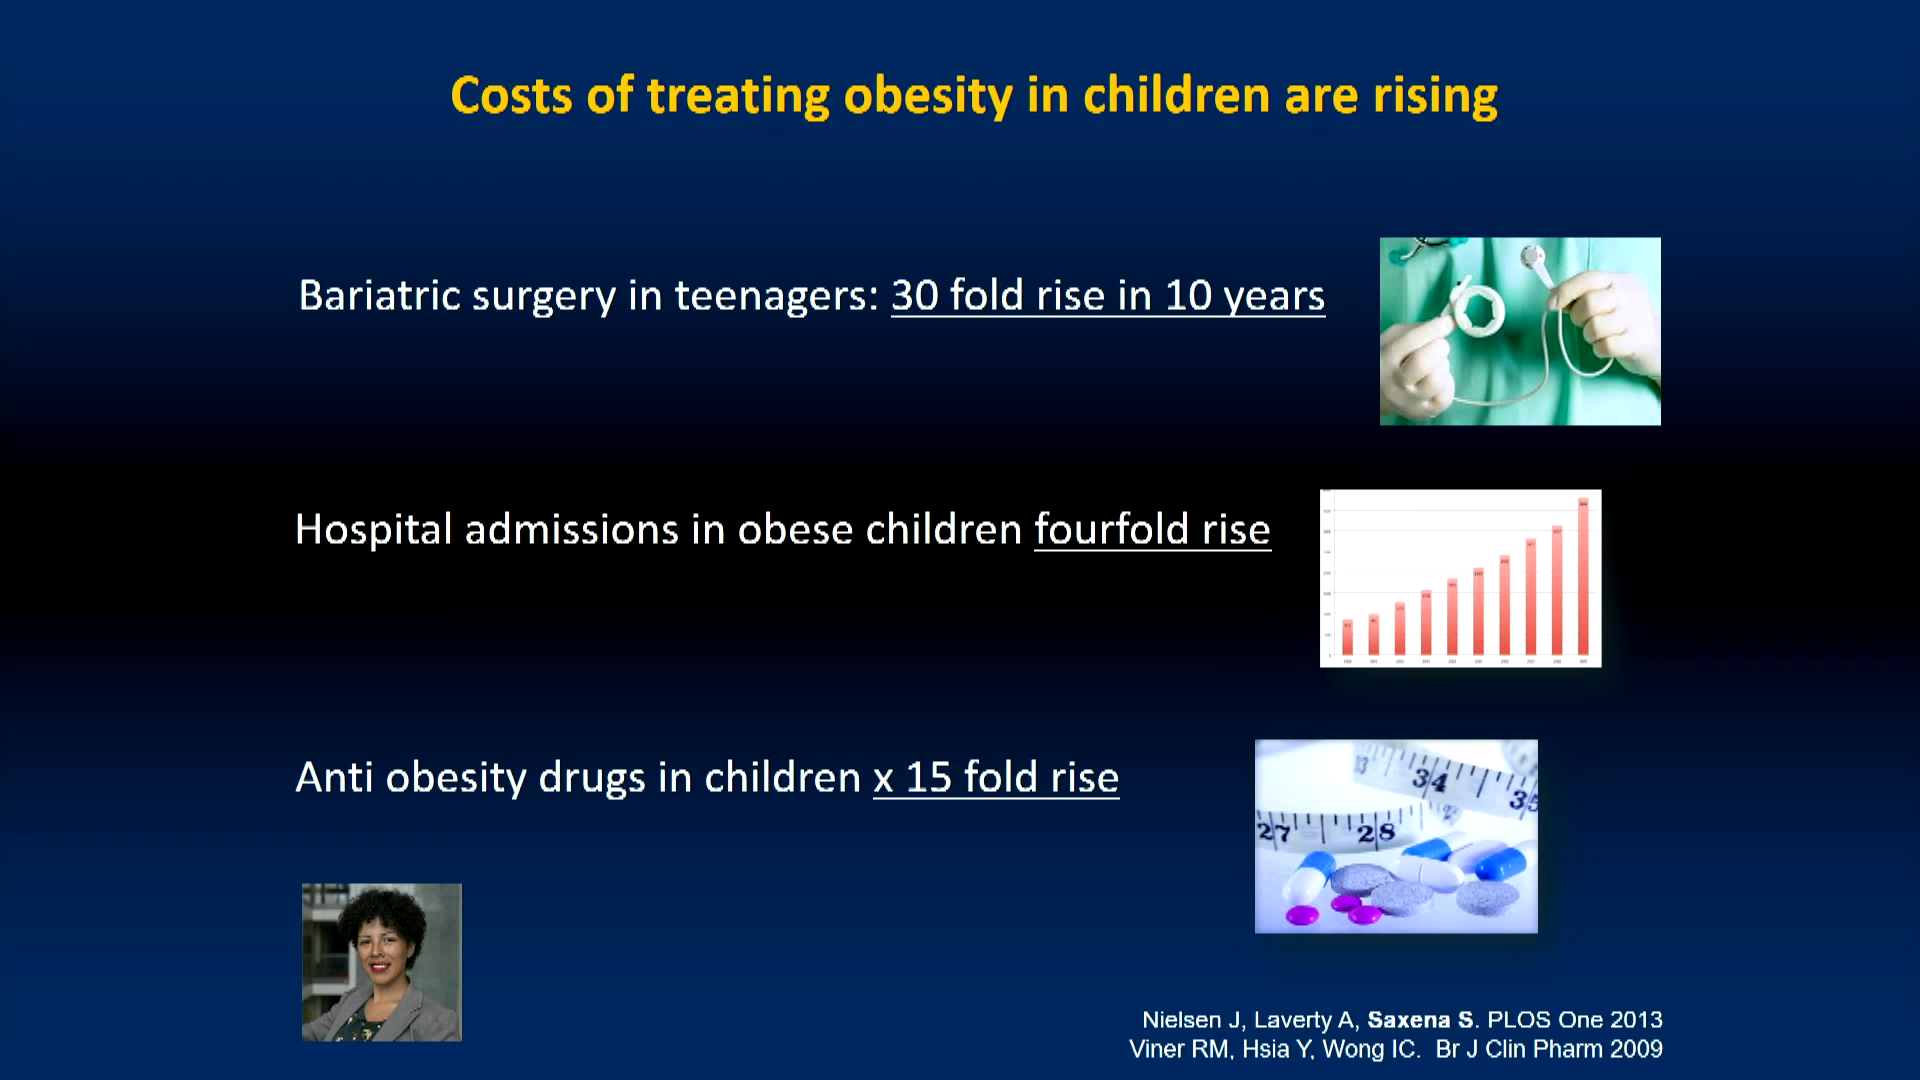 Costs of treating obesity in children are rising
Bariatric surgery in teenagers: 30 fold rise in 10 years
Hospital admissions in obese children fourfold rise
Anti obesity drugs in children x 15 fold rise
13 34 35
27 28
Nielsen J, Laverty A, Saxena S. PLOS One 2013
Viner RM, Hsia Y, Wong IC. Br J Clin Pharm 2009